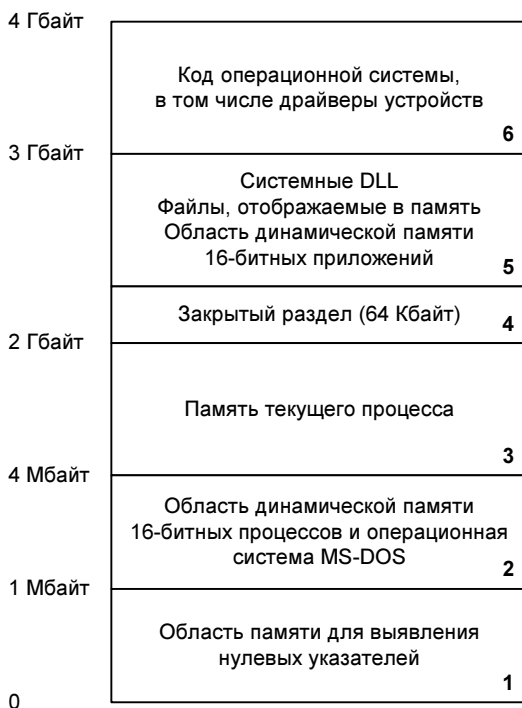 4 Гбайт
Код операционной системы,
в том числе драйверы устройств
6
3 Гбайт
Системные DLL
Файлы, отображаемые в память
Область динамической памяти
16-битных приложений
5
Закрытый раздел (64 Кбайт)
4
2 Гбайт
Память текущего процесса
3
4 Мбайт
Область динамической памяти
16-битных процессов и операционная
система MS-DOS
2
1 Мбайт
Область памяти для выявления
нулевых указателей
1
0